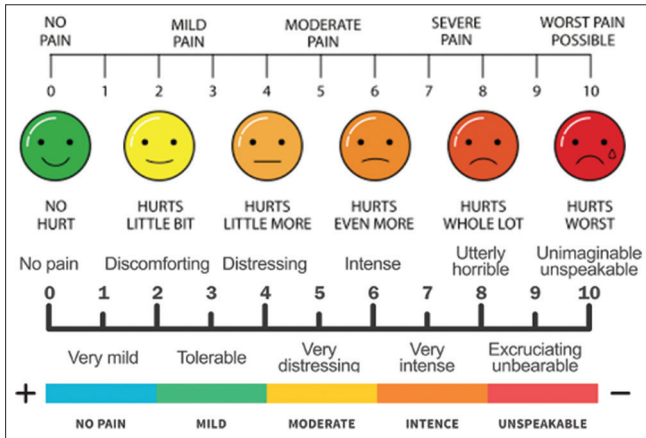 NO PAIN MILD PAIN MODERATE PAIN SEVERE PAIN WORST PAIN POSSIBLE
0 1 2 3 4 5 6 7 8 9 10
NO HURT HURTS LITTLE BIT HURTS LITTLE MORE HURTS EVEN MORE HURTS WHOLE LOT HURTS WORST
No pain Discomforting Distressing Intense Utterly horrible Unimaginable unspeakable
0 1 2 3 4 5 6 7 8 9 10
Very mild Tolerable Very distressing Very intense Excruciating unbearable
+ −
NO PAIN MILD MODERATE INTENCE UNSPEAKABLE